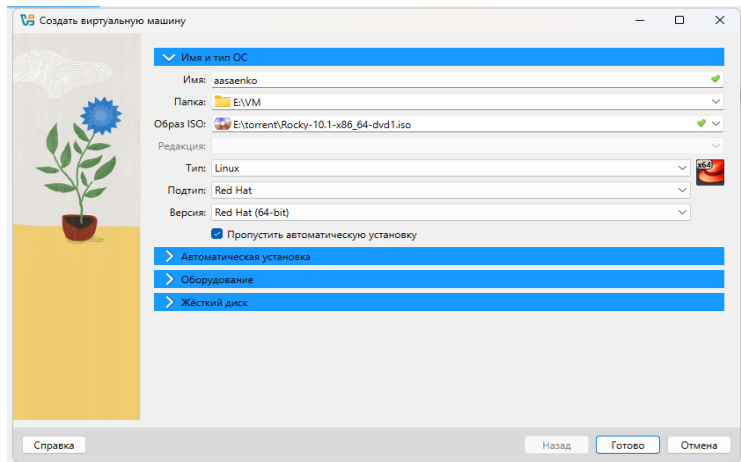 Создать виртуальную машину
Имя и тип ОС
Имя: aasaenko
Папка: E:\VM
Образ ISO: E:\torrent\Rocky-10.1-x86_64-dvd1.iso
Редакция:
Тип: Linux
x64
Подтип: Red Hat
Версия: Red Hat (64-bit)
Пропустить автоматическую установку
Автоматическая установка
Оборудование
Жёсткий диск
Справка
Назад
Готово
Отмена